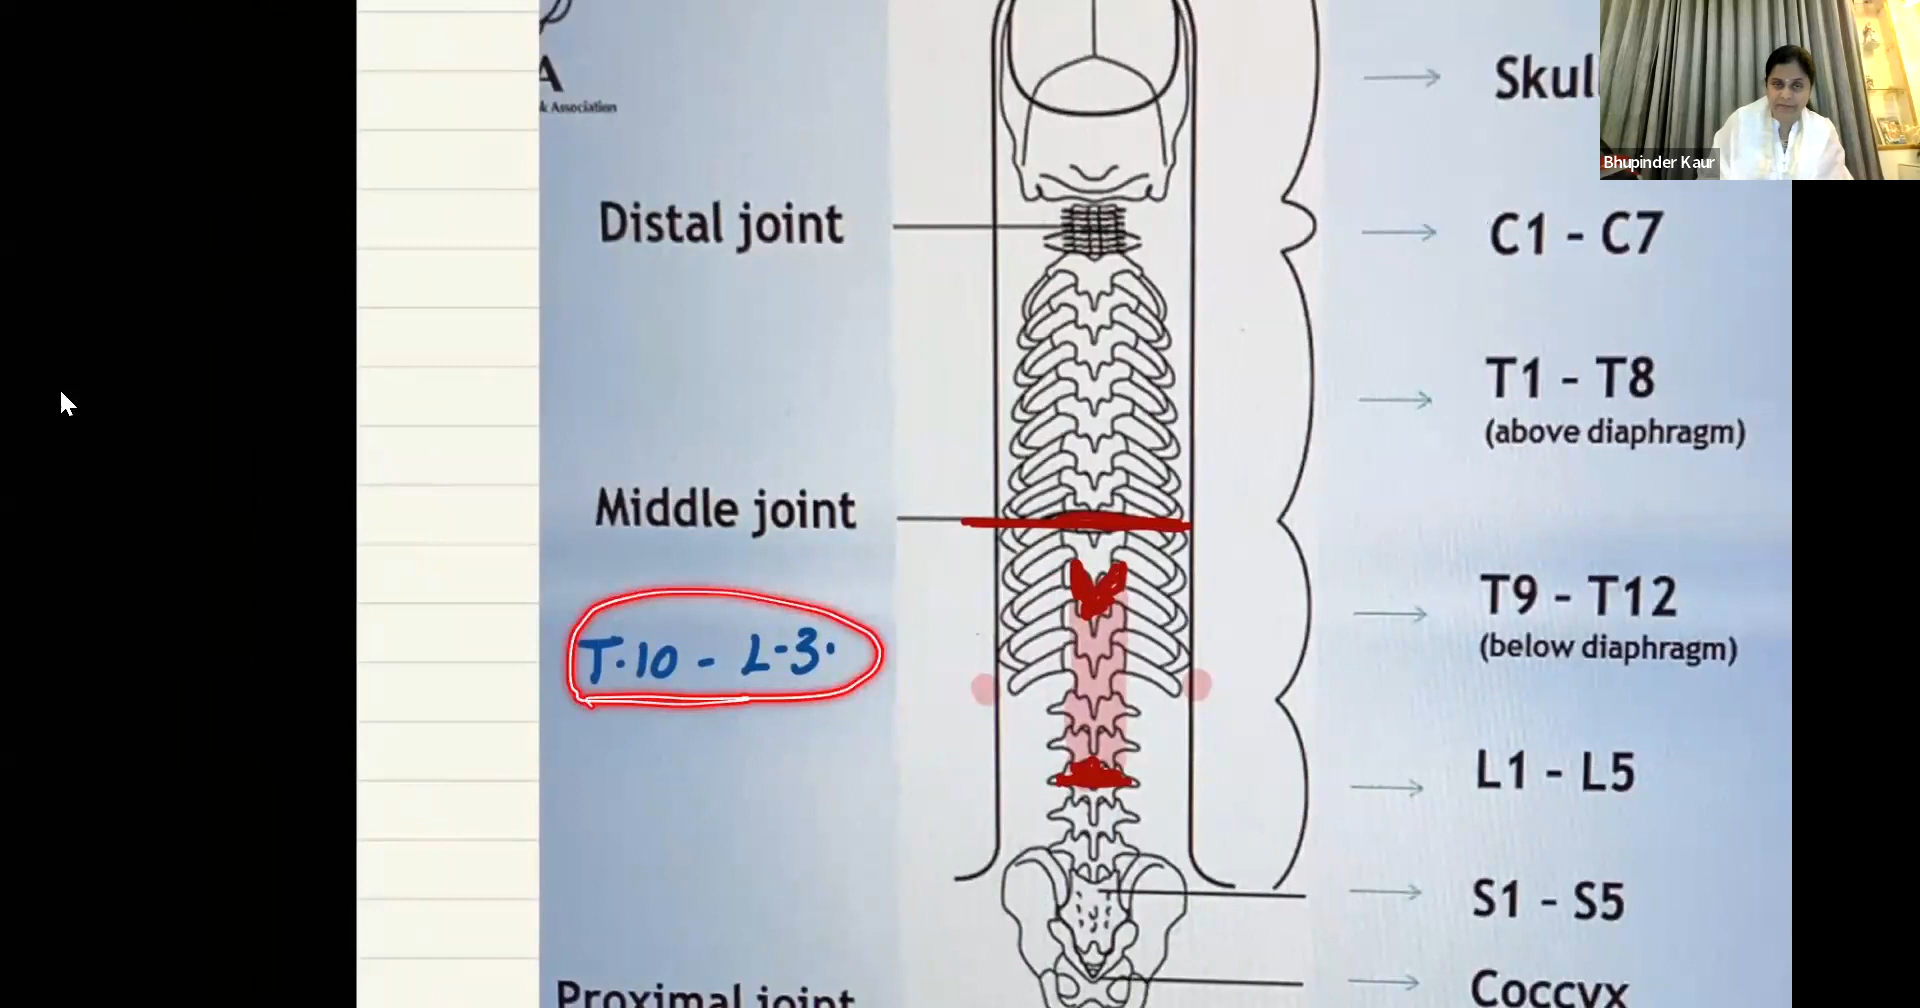 A
& Association
Skul
Bhupinder Kaur
Distal joint
C1 - C7
T1 - T8
(above diaphragm)
Middle joint
T9 - T12
(below diaphragm)
T.10 - L-3.
L1 - L5
S1 - S5
Proximal joint
Coccyx